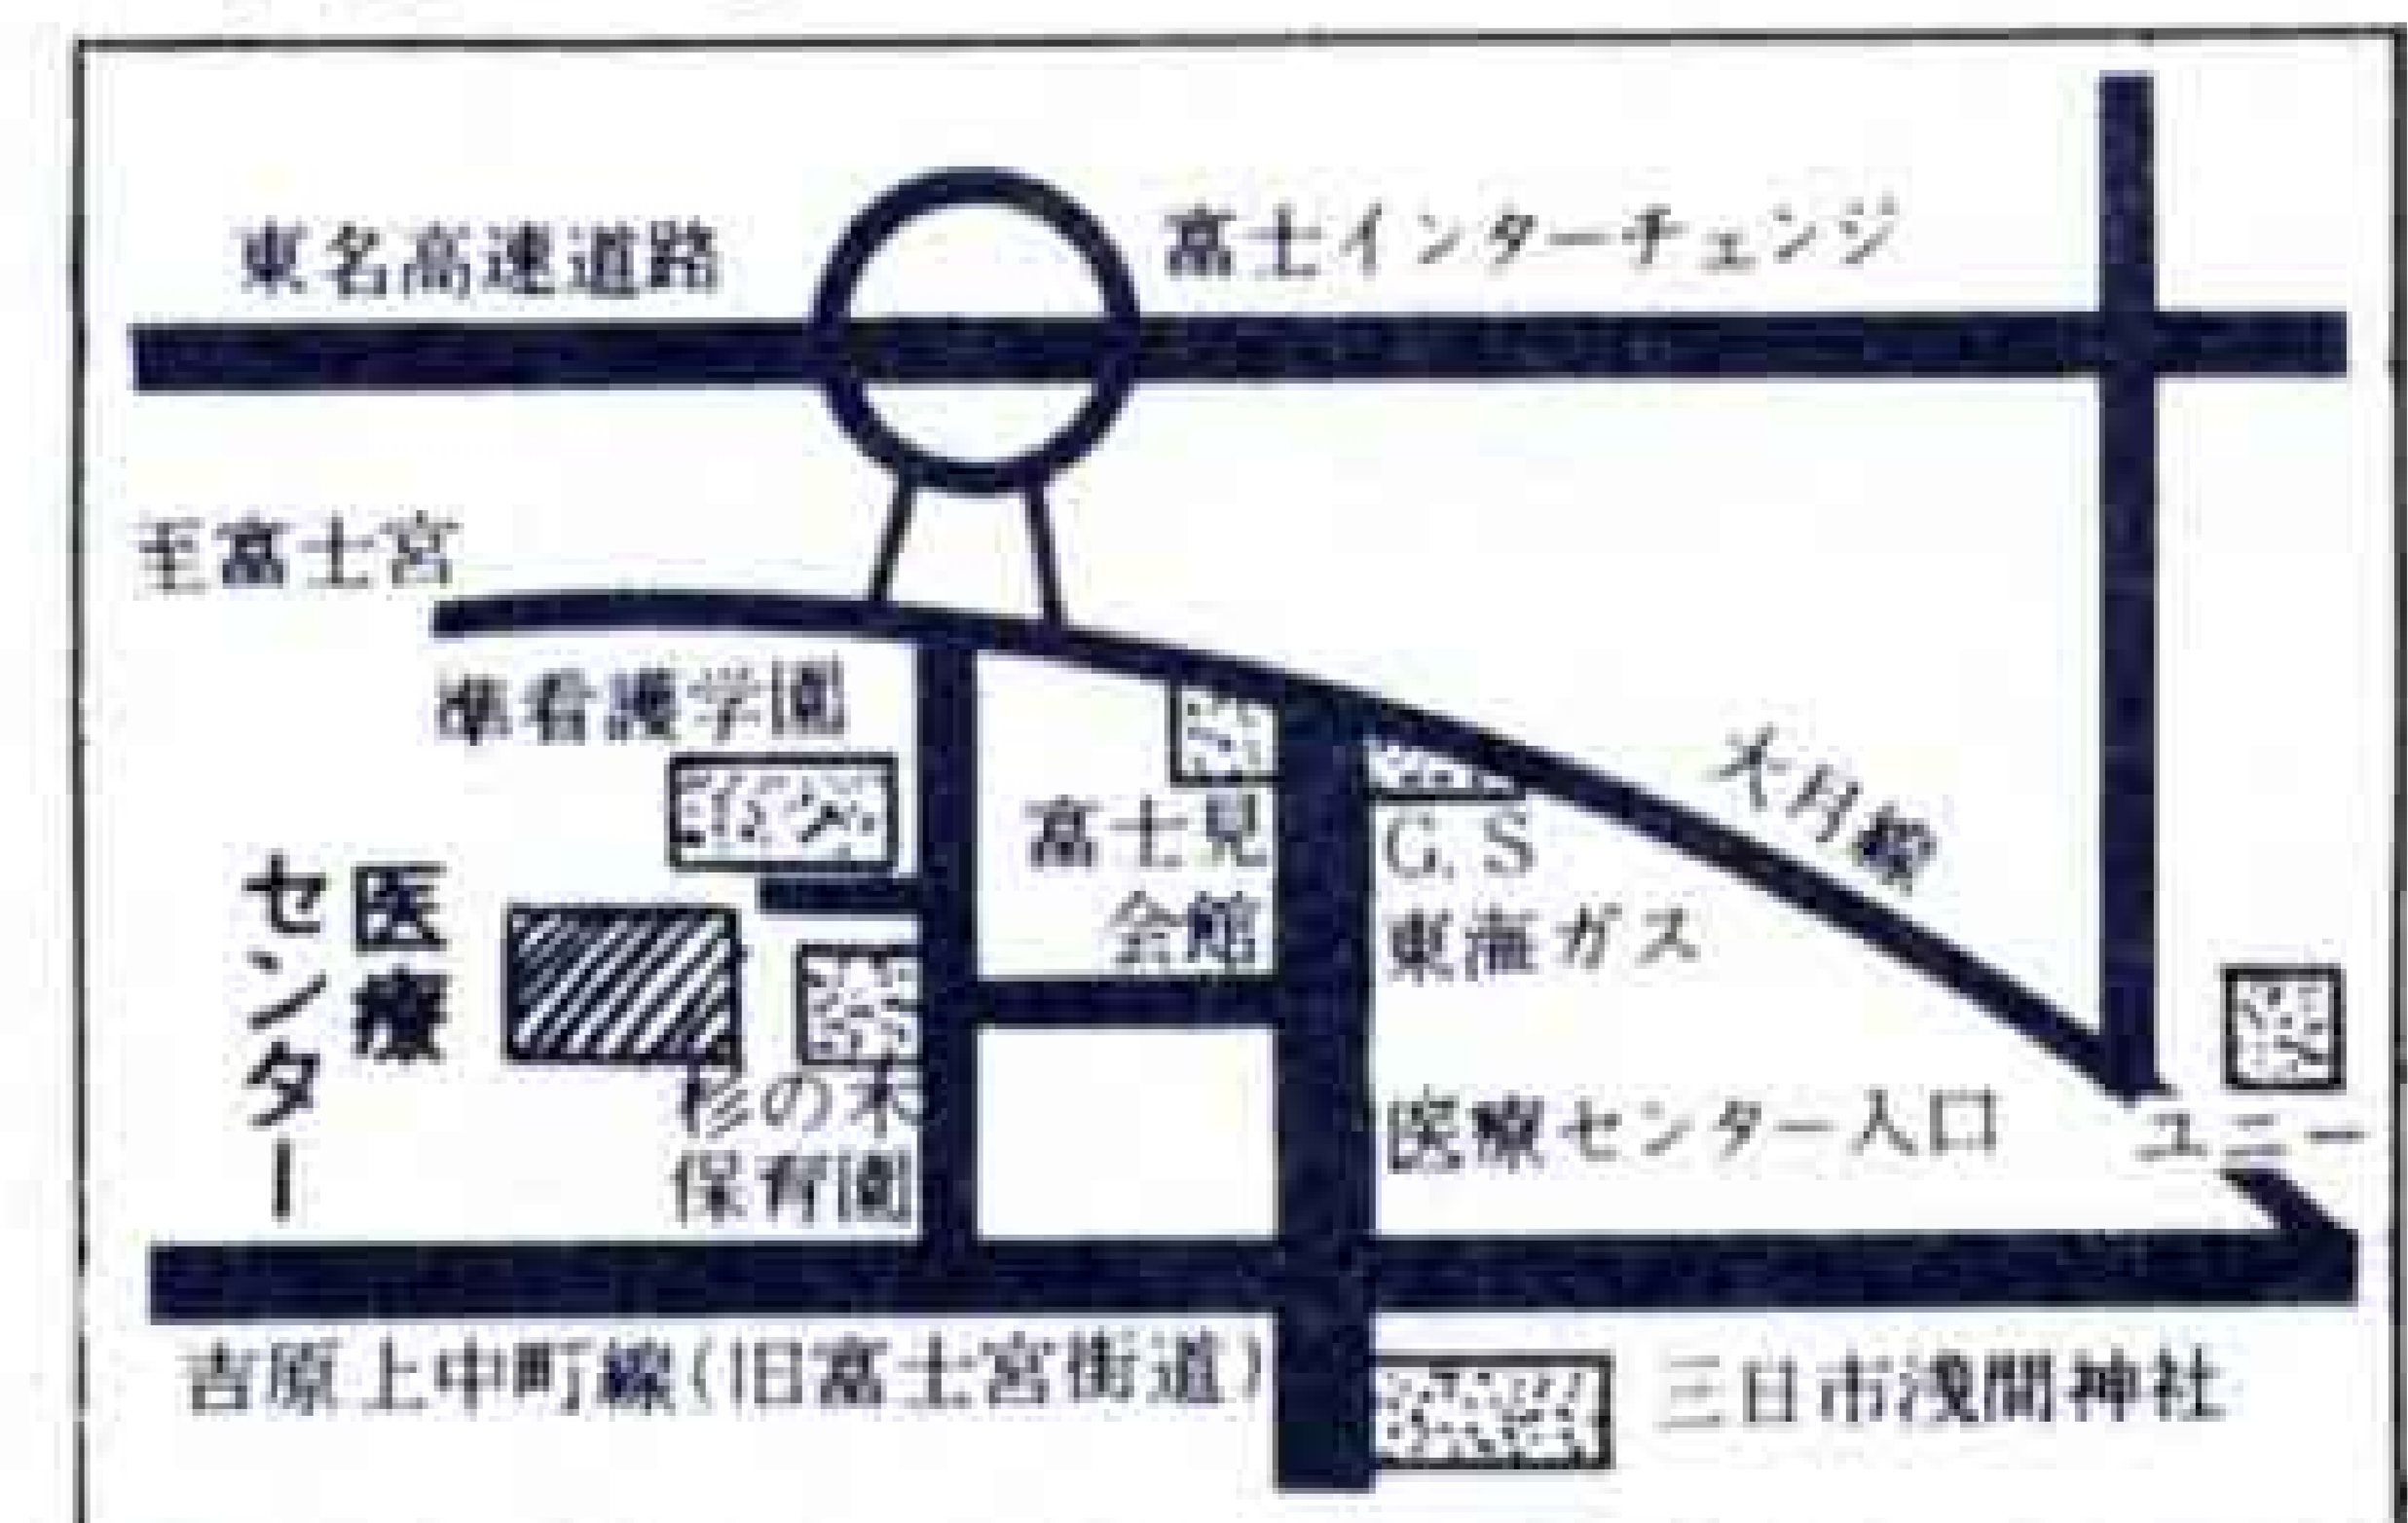 東名高速道路
富士インターチェンジ
至富士宮
準看護学園
大月線
富士見
会館
G.S
東海ガス
医療
センター
杉の木
保育園
医療センター入口
ユニー
吉原上中町線(旧富士宮街道)
三日市浅間神社